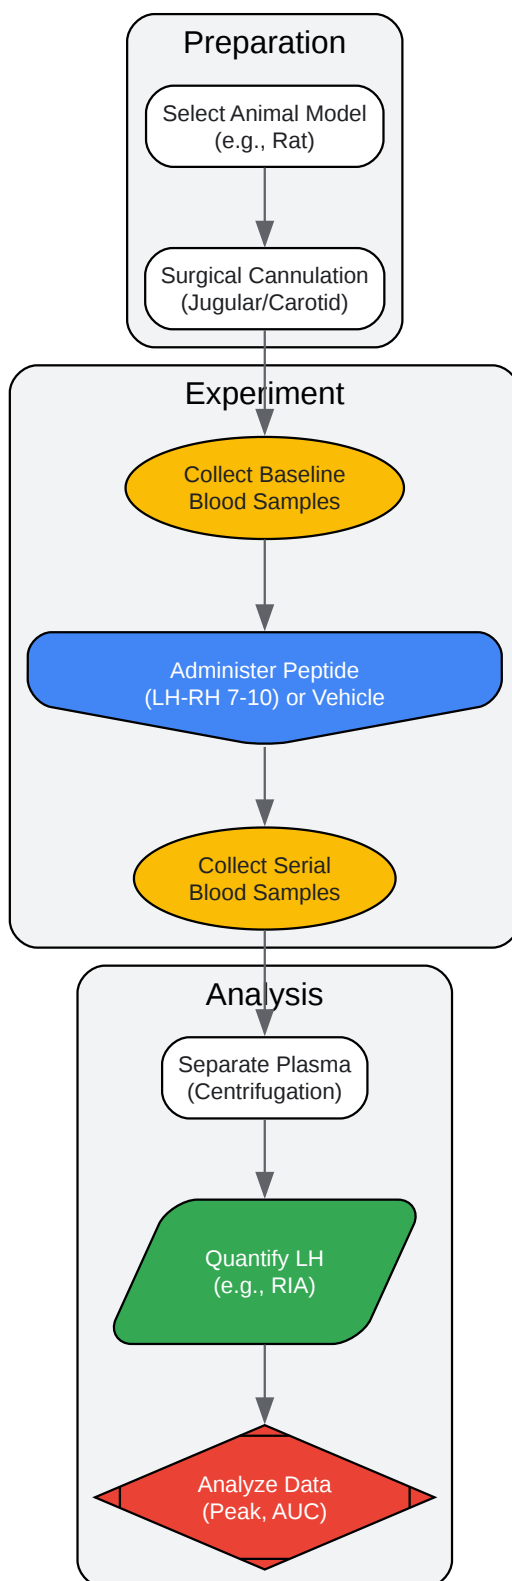 Preparation
Select Animal Model
(e.g., Rat)
Surgical Cannulation
(Jugular/Carotid)
Experiment
Collect Baseline
Blood Samples
Administer Peptide
(LH-RH 7-10) or Vehicle
Collect Serial
Blood Samples
Analysis
Separate Plasma
(Centrifugation)
Quantify LH
(e.g., RIA)
Analyze Data
(Peak, AUC)